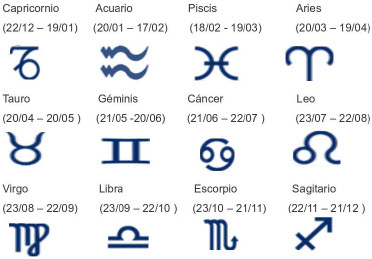 Capricornio Acuario Piscis Aries
(22/12 – 19/01) (20/01 – 17/02) (18/02 - 19/03) (20/03 – 19/04)
Tauro Géminis Cáncer Leo
(20/04 – 20/05 ) (21/05 -20/06) (21/06 – 22/07 ) (23/07 – 22/08)
Virgo Libra Escorpio Sagitario
(23/08 – 22/09) (23/09 – 22/10 ) (23/10 – 21/11) (22/11 - 21/12 )